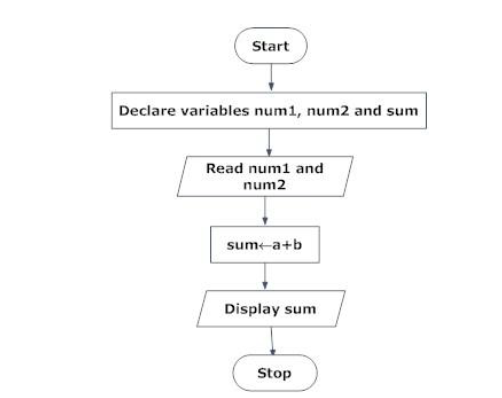 Start
Declare variables num1, num2 and sum
Read num1 and
num2
sum←a+b
Display sum
Stop